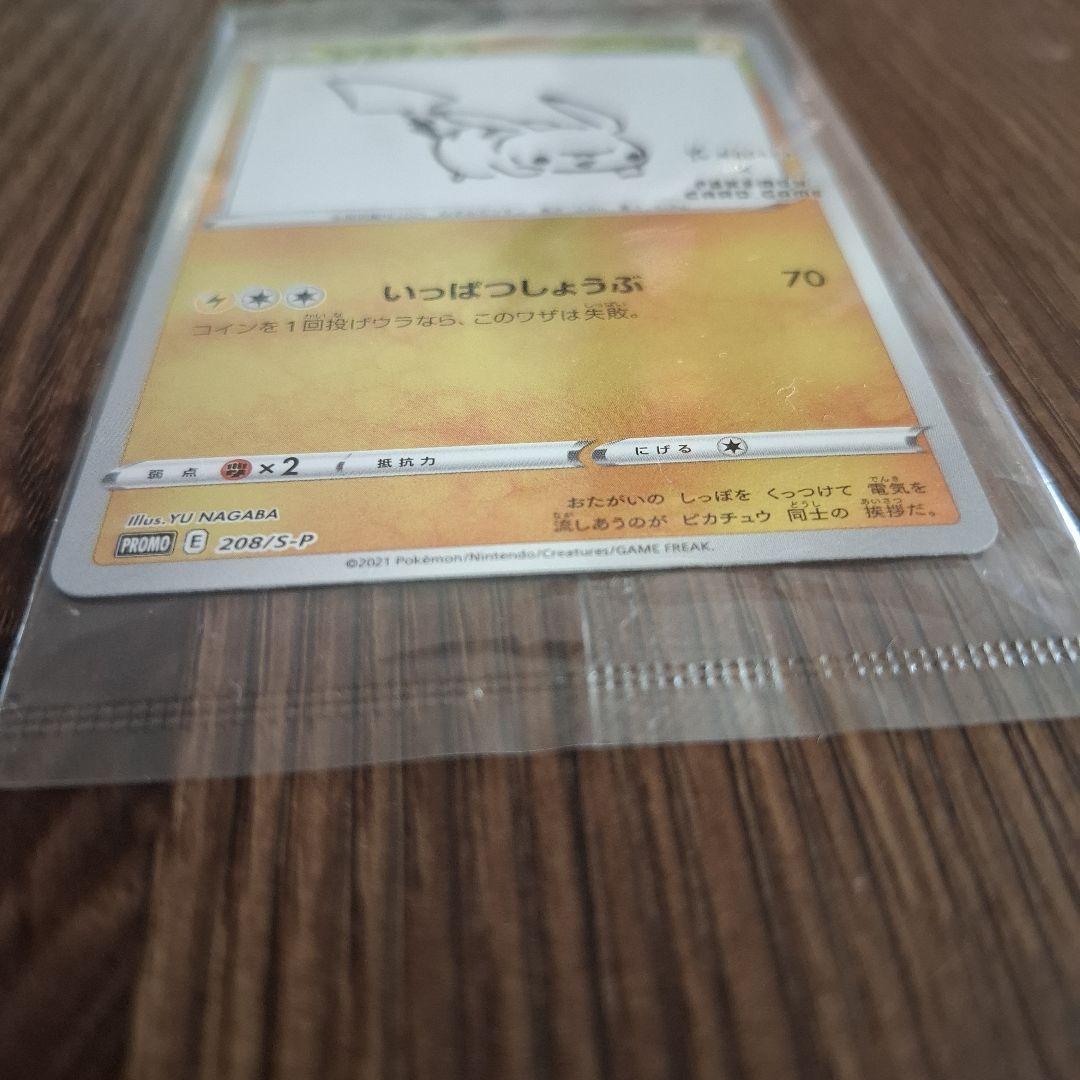 いっぱつしょうぶ 70
コインを1回投げウラなら、このワザは失敗。
弱点 ×2 抵抗力 にげる
おたがいの しっぽを くっつけて 電気を
流しあうのが ピカチュウ 同士の 挨拶だ。
Illus. YU NAGABA
PROMO E 208/S-P
©2021 Pokémon/Nintendo/Creatures/GAME FREAK.